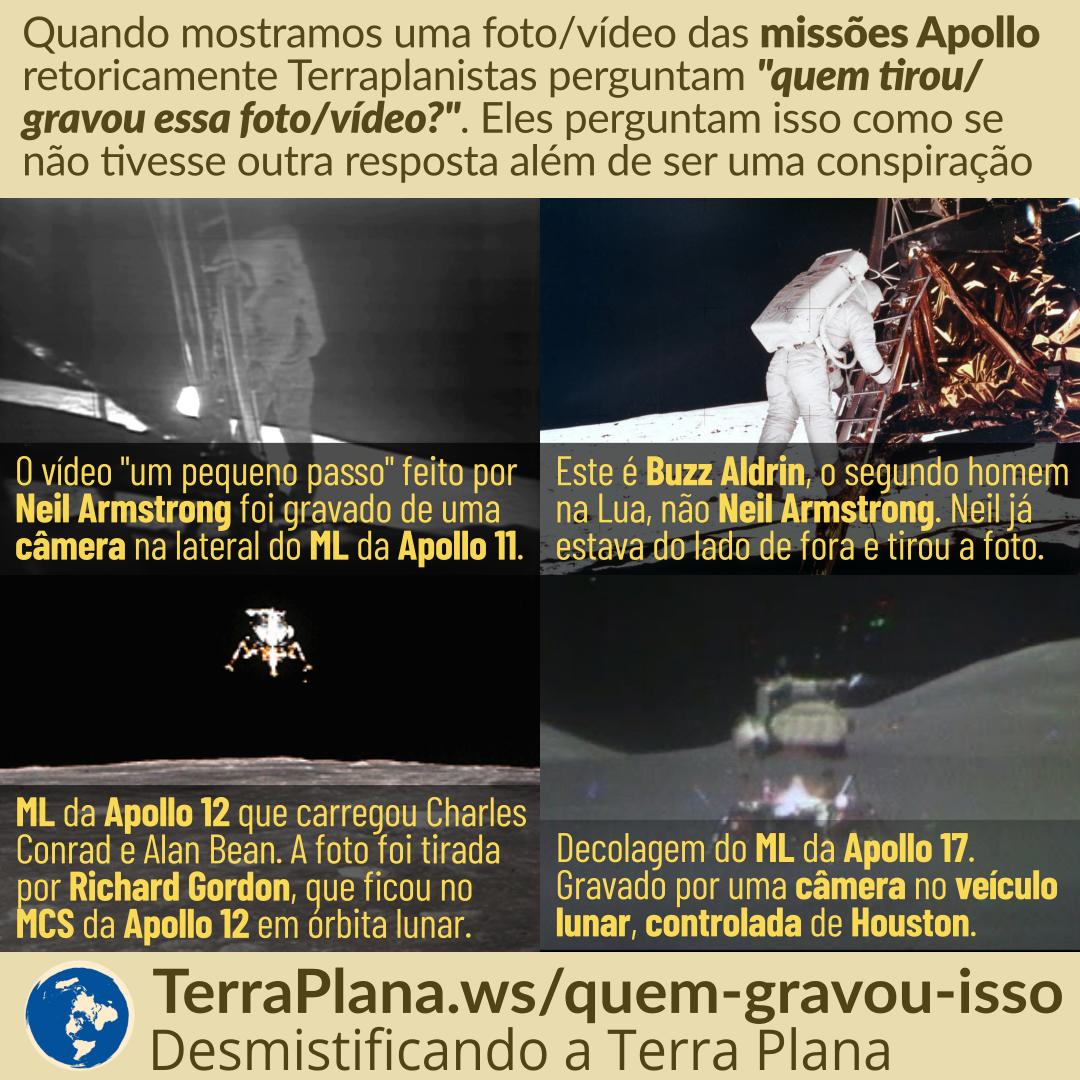 Quando mostramos uma foto/vídeo das missões Apollo
retoricamente Terraplanistas perguntam "quem tirou/
gravou essa foto/vídeo?". Eles perguntam isso como se
não tivesse outra resposta além de ser uma conspiração
O vídeo "um pequeno passo" feito por
Neil Armstrong foi gravado de uma
câmera na lateral do ML da Apollo 11.
Este é Buzz Aldrin, o segundo homem
na Lua, não Neil Armstrong. Neil já
estava do lado de fora e tirou a foto.
ML da Apollo 12 que carregou Charles
Conrad e Alan Bean. A foto foi tirada
por Richard Gordon, que ficou no
MCS da Apollo 12 em órbita lunar.
Decolagem do ML da Apollo 17.
Gravado por uma câmera no veículo
lunar, controlada de Houston.
TerraPlana.ws/quem-gravou-isso
Desmistificando a Terra Plana